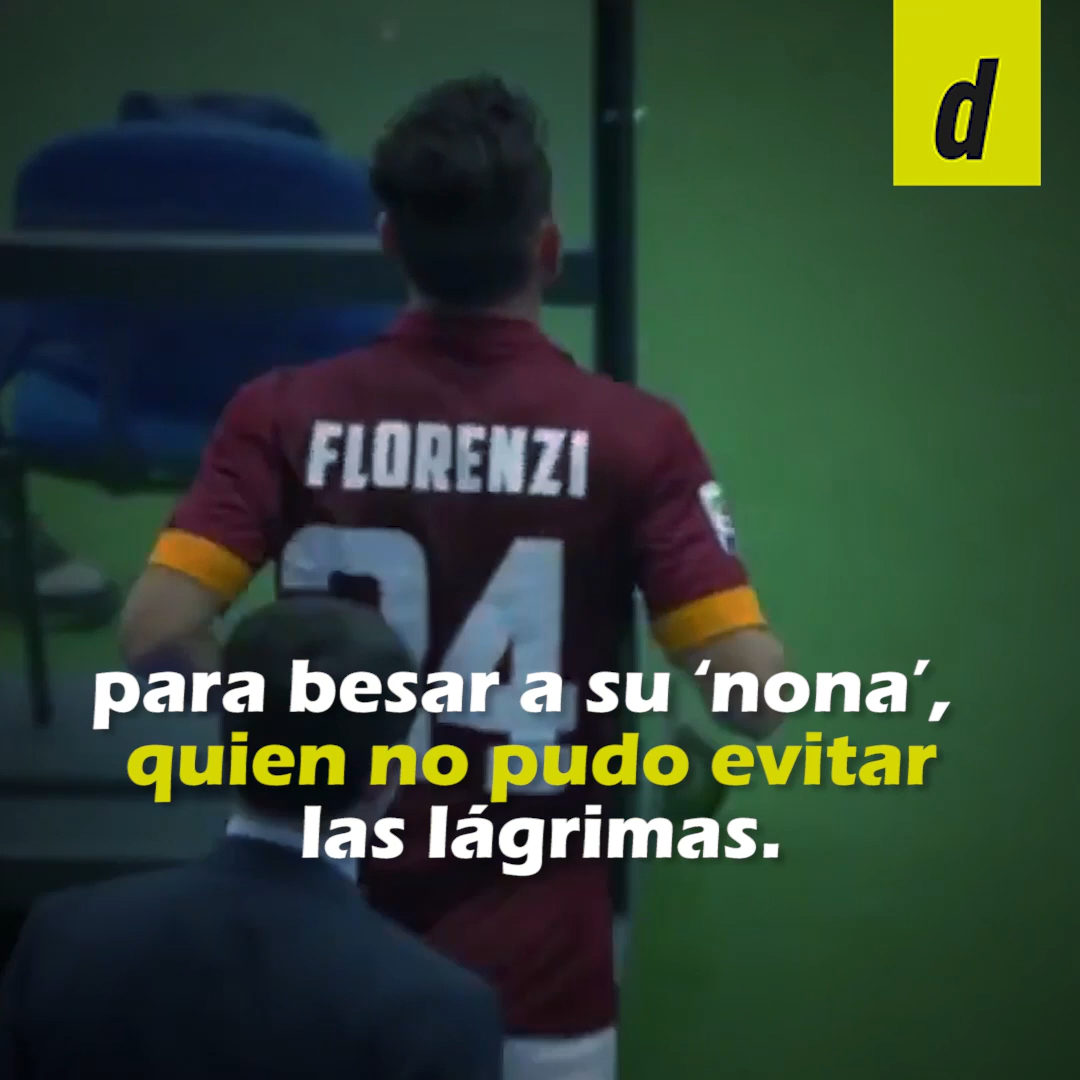 d
FLORENZI
24
para besar a su ‘nona’,
quien no pudo evitar
las lágrimas.